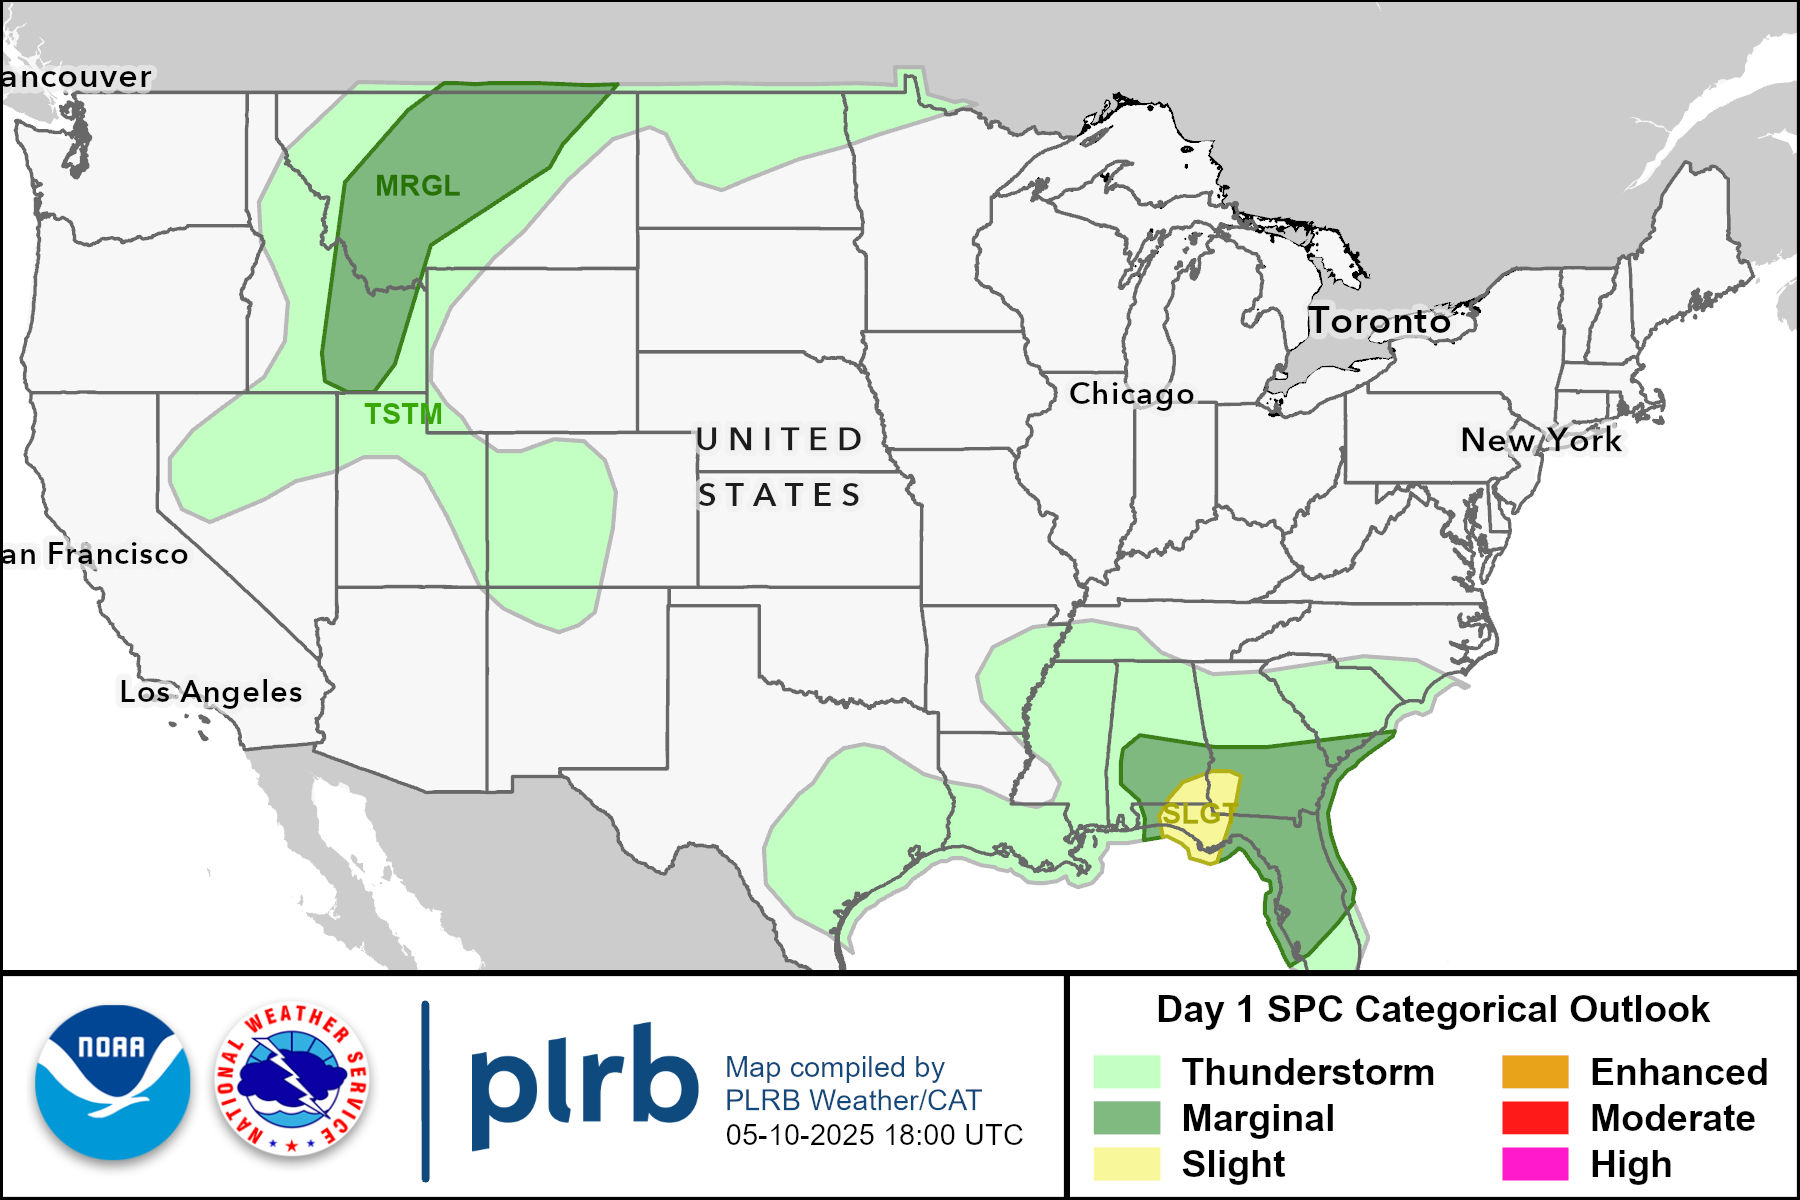 ancouver
MRGL
Toronto
Chicago
TSTM
UNITED
New York
STATES
an Francisco
Los Angeles
SLGT
NOAA
NATIONAL WEATHER SERVICE
plrb
Map compiled by
PLRB Weather/CAT
05-10-2025 18:00 UTC
Day 1 SPC Categorical Outlook
Thunderstorm
Marginal
Slight
Enhanced
Moderate
High